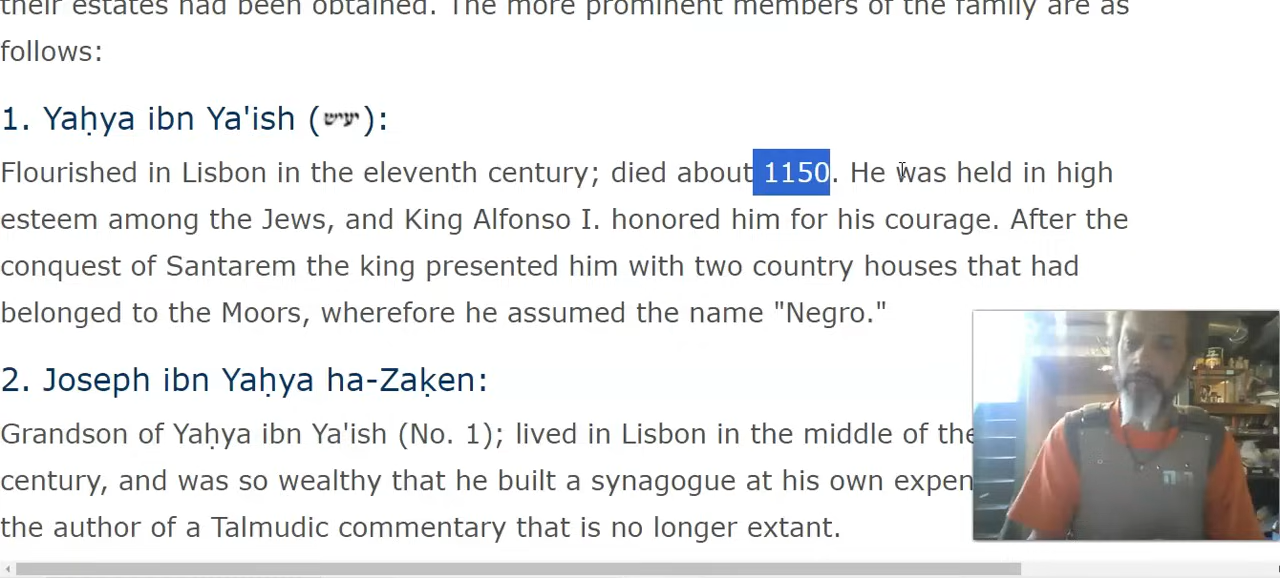 their estates had been obtained. The more prominent members of the family are as
follows:
1. Yaḥya ibn Ya'ish (יעיש):
Flourished in Lisbon in the eleventh century; died about 1150. He was held in high
esteem among the Jews, and King Alfonso I. honored him for his courage. After the
conquest of Santarem the king presented him with two country houses that had
belonged to the Moors, wherefore he assumed the name "Negro."
2. Joseph ibn Yaḥya ha-Zaḳen:
Grandson of Yaḥya ibn Ya'ish (No. 1); lived in Lisbon in the middle of the
century, and was so wealthy that he built a synagogue at his own expen
the author of a Talmudic commentary that is no longer extant.